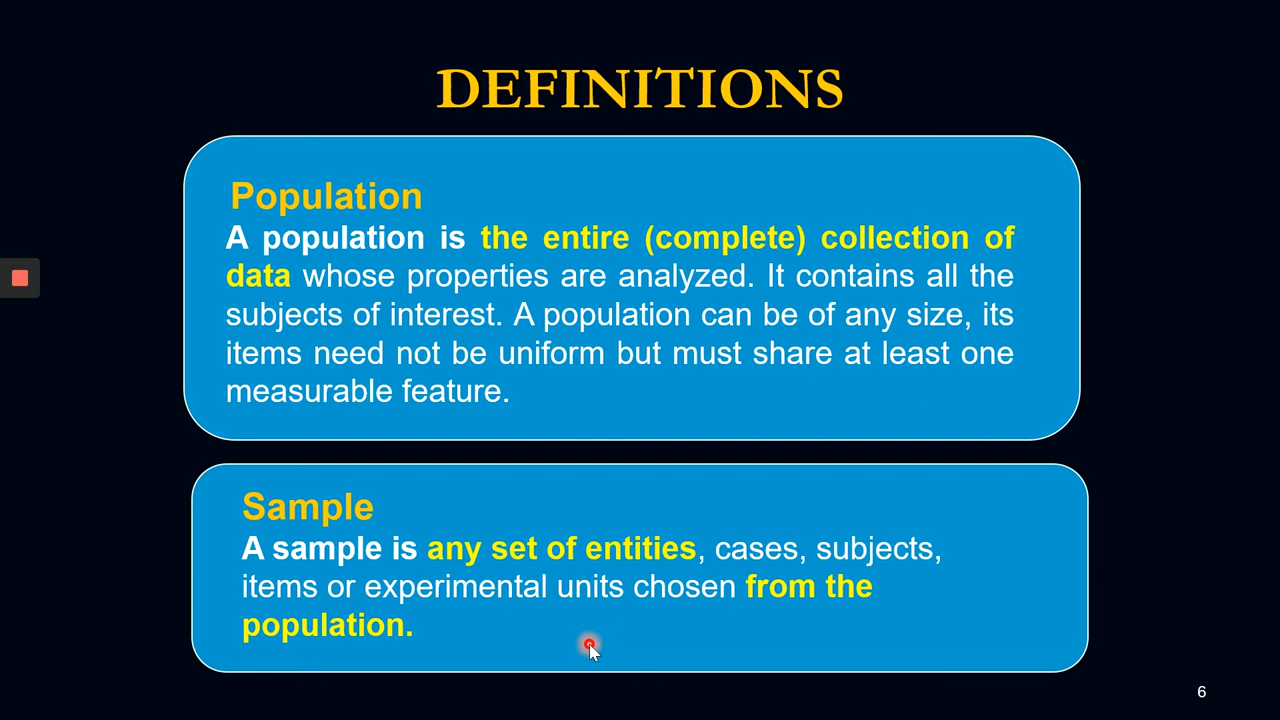 DEFINITIONS
Population
A population is the entire (complete) collection of
data whose properties are analyzed. It contains all the
subjects of interest. A population can be of any size, its
items need not be uniform but must share at least one
measurable feature.
Sample
A sample is any set of entities, cases, subjects,
items or experimental units chosen from the
population.
6